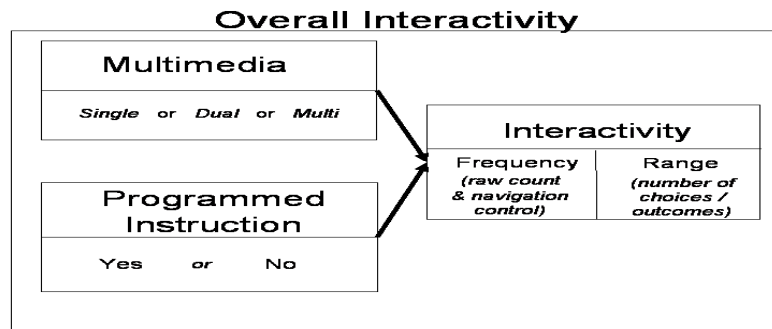 Overall Interactivity
Multimedia
Single or Dual or Multi
Programmed
Instruction
Yes or No
Interactivity
Frequency
(raw count
& navigation
control)
Range
(number of
choices /
outcomes)